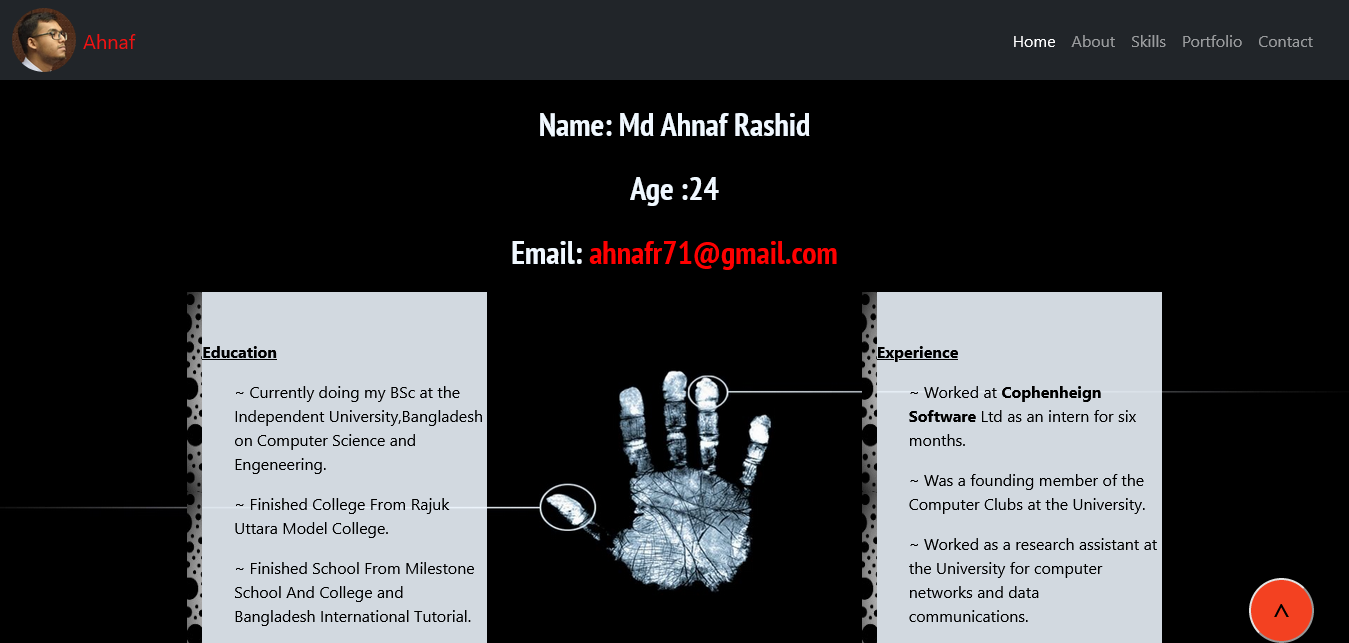 Ahnaf
Home
About
Skills
Portfolio
Contact
Name: Md Ahnaf Rashid
Age :24
Email: ahnafr71@gmail.com
Education
~ Currently doing my BSc at the
Independent University,Bangladesh
on Computer Science and
Engeneering.
~ Finished College From Rajuk
Uttara Model College.
~ Finished School From Milestone
School And College and
Bangladesh International Tutorial.
Experience
~ Worked at Cophenheign
Software Ltd as an intern for six
months.
~ Was a founding member of the
Computer Clubs at the University.
~ Worked as a research assistant at
the University for computer
networks and data
communications.
^